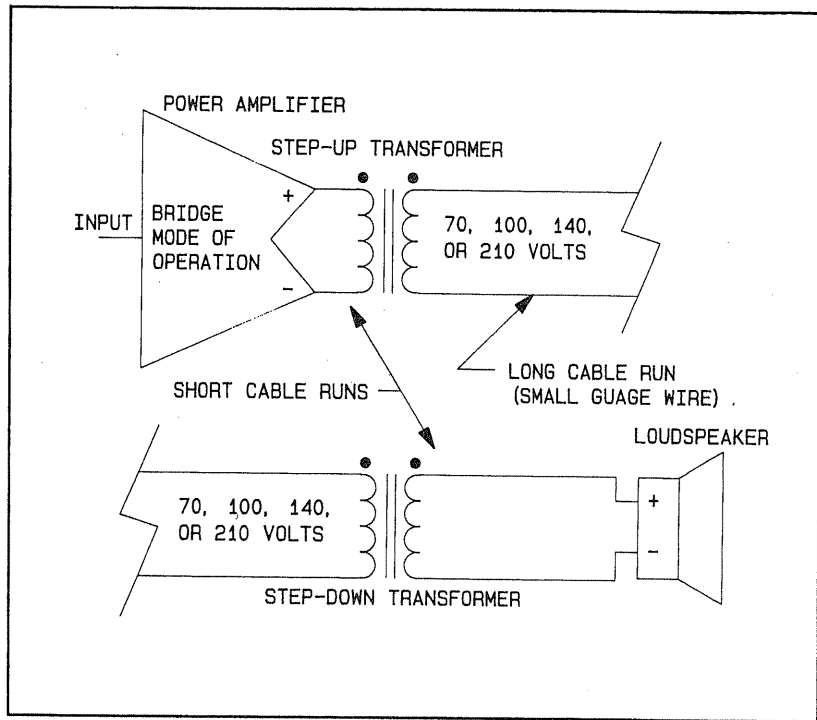 POWER AMPLIFIER
STEP-UP TRANSFORMER
+
INPUT
BRIDGE
MODE OF
OPERATION
-
70, 100, 140,
OR 210 VOLTS
SHORT CABLE RUNS
LONG CABLE RUN
(SMALL GUAGE WIRE).
LOUDSPEAKER
70, 100, 140,
OR 210 VOLTS
+
-
STEP-DOWN TRANSFORMER